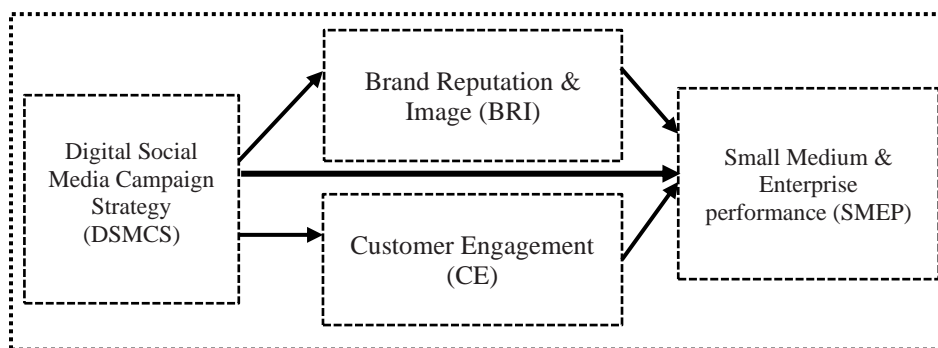 Digital Social
Media Campaign
Strategy
(DSMCS)
Brand Reputation &
Image (BRI)
Customer Engagement
(CE)
Small Medium &
Enterprise
performance (SMEP)